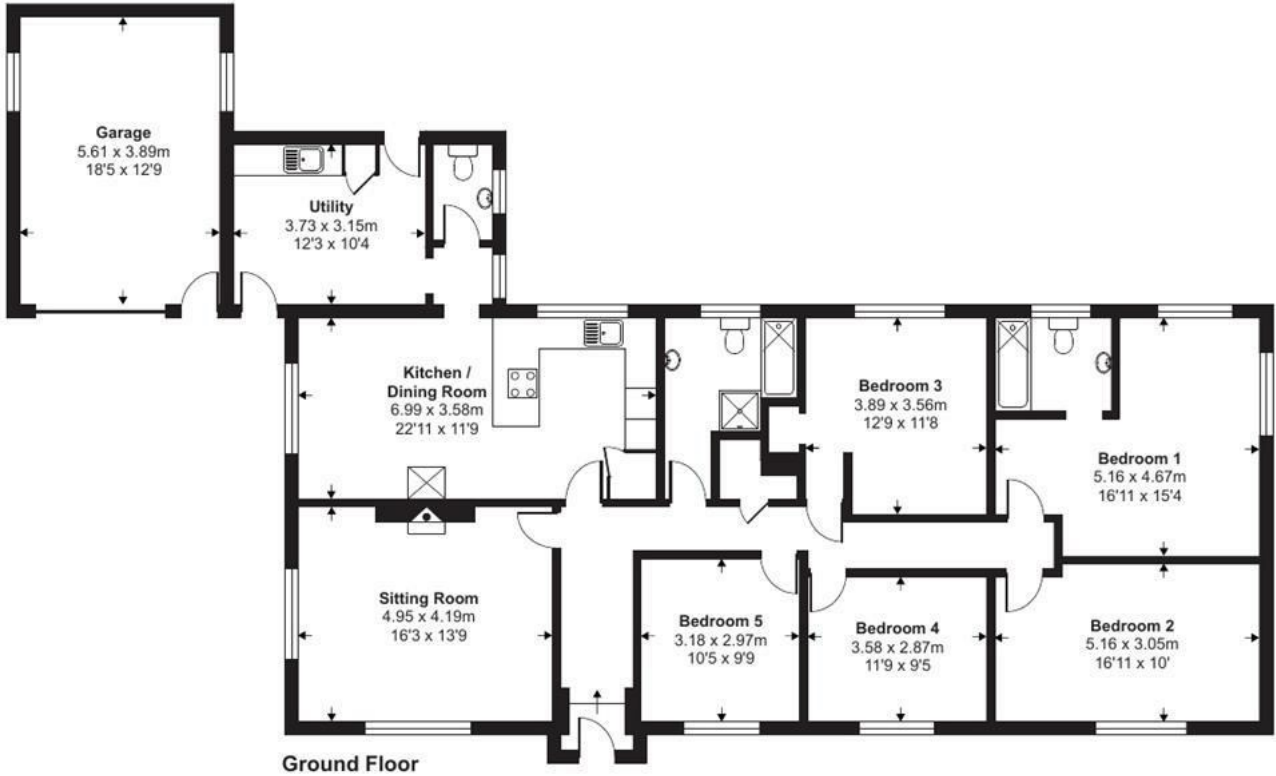 Garage
5.61 x 3.89m
18'5 x 12'9
Utility
3.73 x 3.15m
12'3 x 10'4
Kitchen /
Dining Room
6.99 x 3.58m
22'11 x 11'9
Bedroom 3
3.89 x 3.56m
12'9 x 11'8
Bedroom 1
5.16 x 4.67m
16'11 x 15'4
Sitting Room
4.95 x 4.19m
16'3 x 13'9
Bedroom 5
3.18 x 2.97m
10'5 x 9'9
Bedroom 4
3.58 x 2.87m
11'9 x 9'5
Bedroom 2
5.16 x 3.05m
16'11 x 10'
Ground Floor